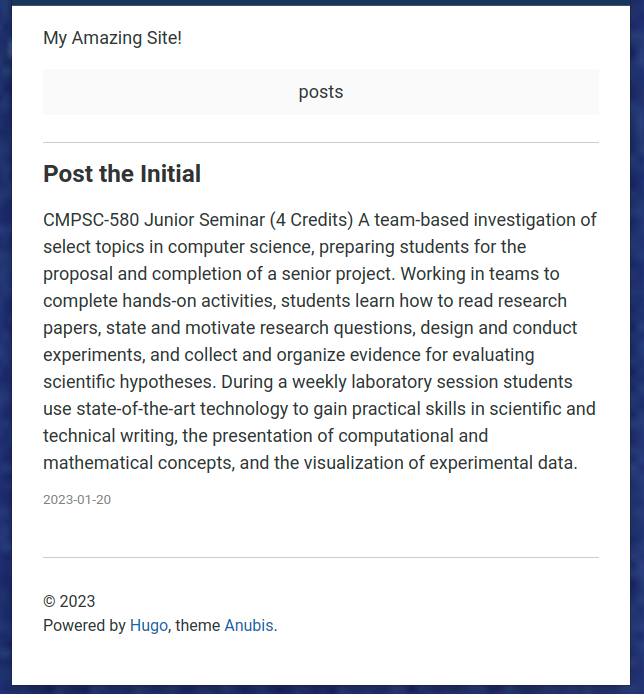 My Amazing Site!
posts
Post the Initial
CMPSC-580 Junior Seminar (4 Credits) A team-based investigation of
select topics in computer science, preparing students for the
proposal and completion of a senior project. Working in teams to
complete hands-on activities, students learn how to read research
papers, state and motivate research questions, design and conduct
experiments, and collect and organize evidence for evaluating
scientific hypotheses. During a weekly laboratory session students
use state-of-the-art technology to gain practical skills in scientific and
technical writing, the presentation of computational and
mathematical concepts, and the visualization of experimental data.
2023-01-20
© 2023
Powered by Hugo, theme Anubis.